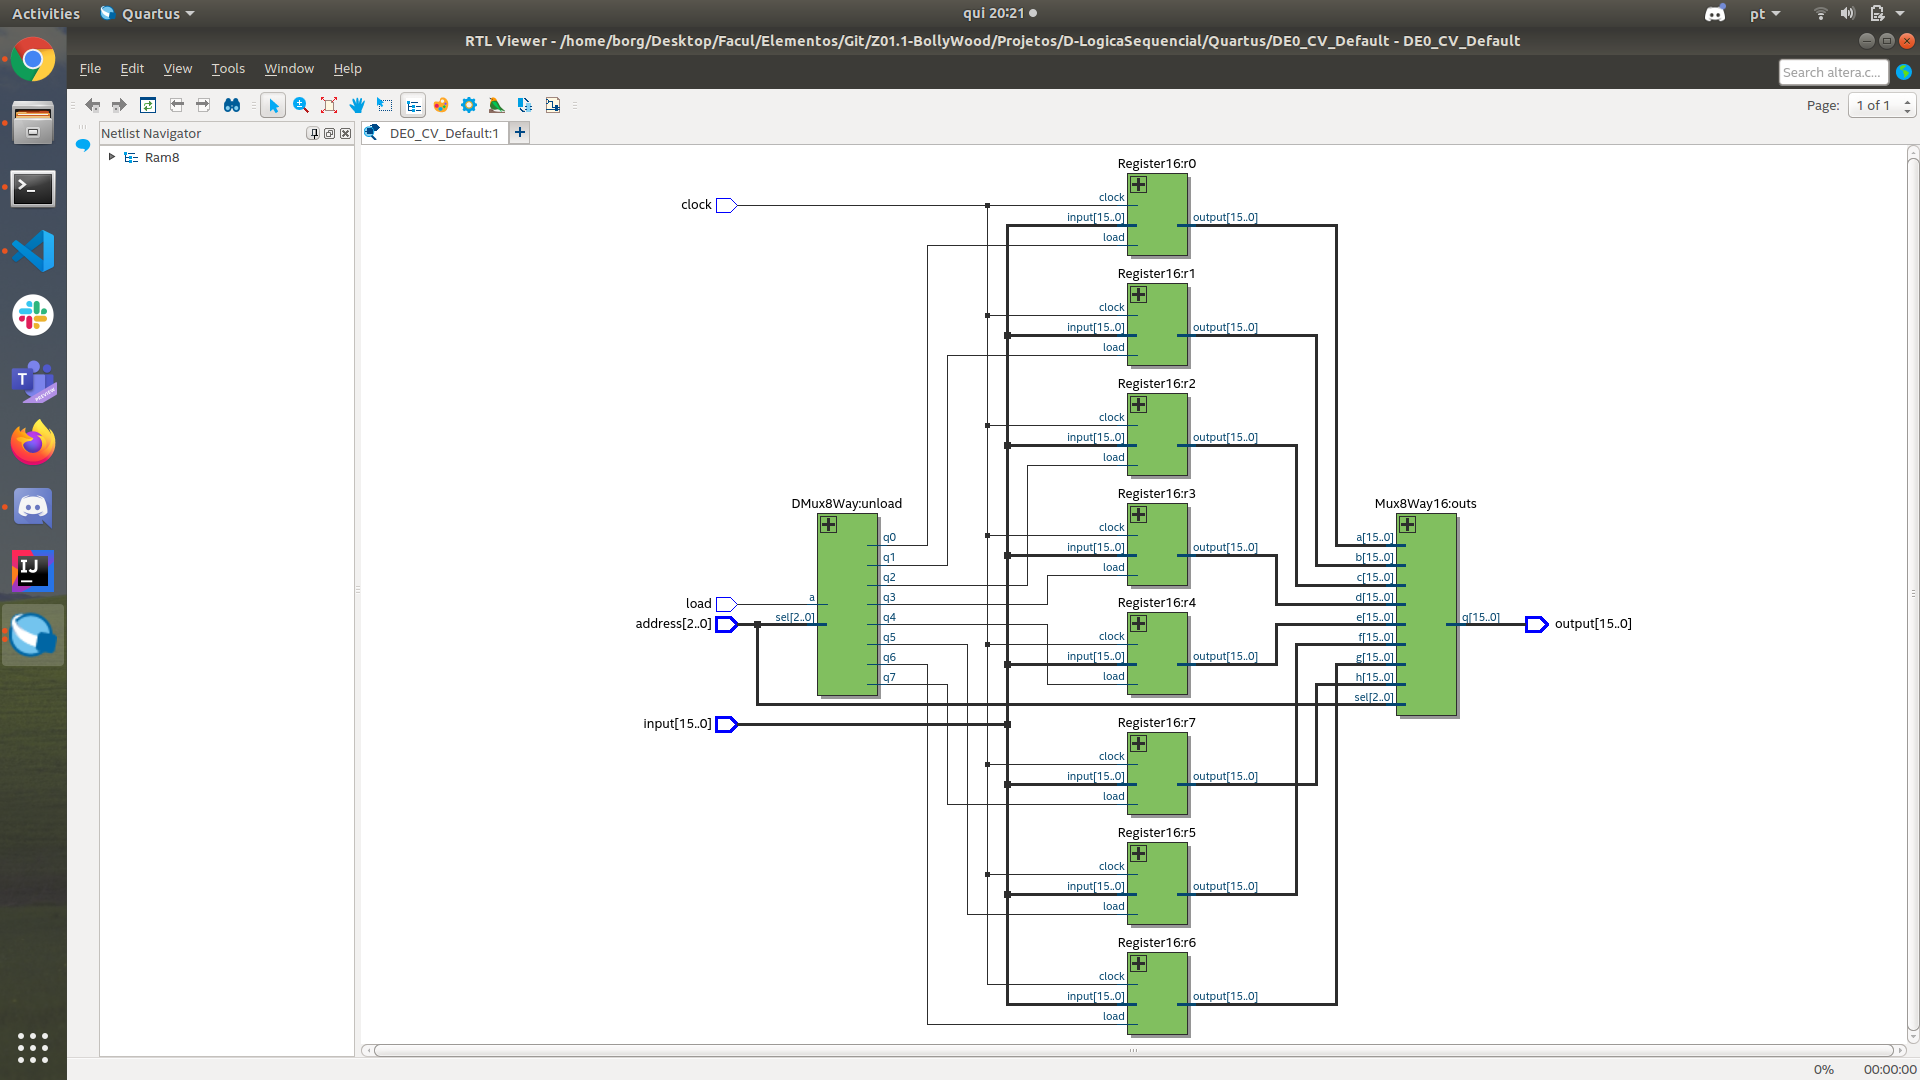 Activities
Quartus
qui 20:21
pt
RTL Viewer - /home/borg/Desktop/Facul/Elementos/Git/Z01.1-BollyWood/Projetos/D-LogicaSequencial/Quartus/DE0_CV_Default - DE0_CV_Default
File Edit View Tools Window Help
Search altera.c...
Page: 1 of 1
Netlist Navigator
DE0_CV_Default:1
Ram8
Register16:r0
clock
clock
input[15..0]
output[15..0]
load
Register16:r1
clock
input[15..0]
output[15..0]
load
Register16:r2
clock
input[15..0]
output[15..0]
load
Register16:r3
clock
input[15..0]
output[15..0]
load
DMux8Way:unload
q0
q1
q2
q3
q4
q5
q6
q7
load
a
address[2..0]
sel[2..0]
input[15..0]
Register16:r4
clock
input[15..0]
output[15..0]
load
Mux8Way16:outs
a[15..0]
b[15..0]
c[15..0]
d[15..0]
e[15..0]
f[15..0]
g[15..0]
h[15..0]
sel[2..0]
q[15..0]
output[15..0]
Register16:r7
clock
input[15..0]
output[15..0]
load
Register16:r5
clock
input[15..0]
output[15..0]
load
Register16:r6
clock
input[15..0]
output[15..0]
load
0% 00:00:00
T
PREVIEW
IJ